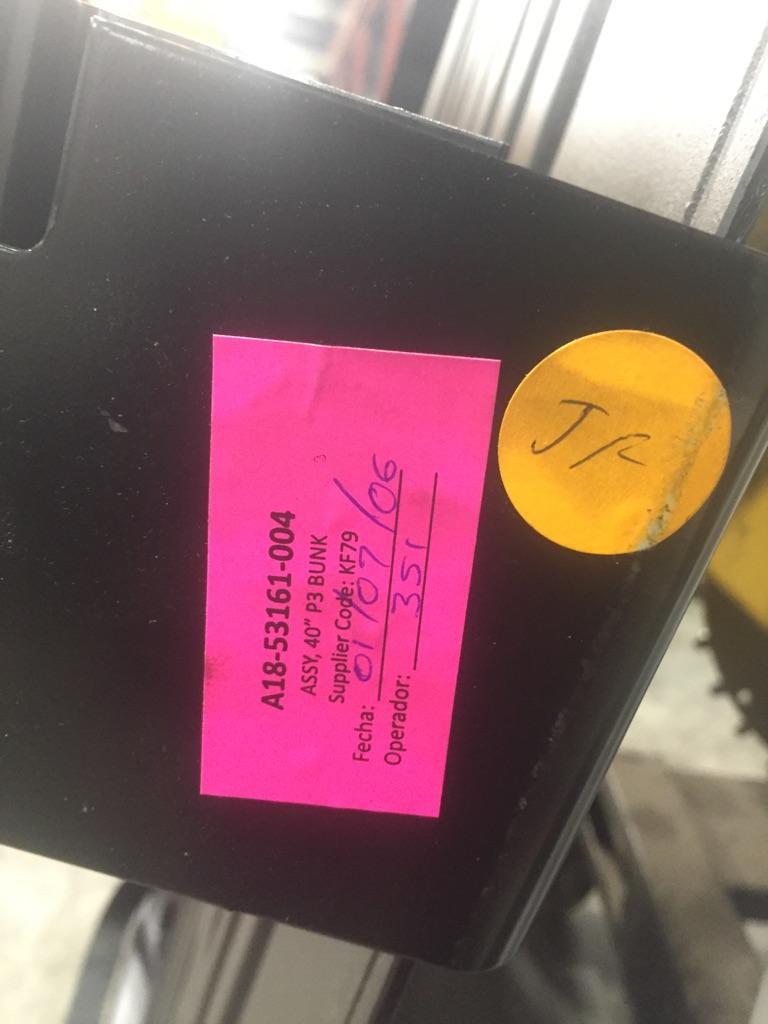 A18-53161-004
ASSY, 40” P3 BUNK
Supplier Code: KF79
Fecha: 01/07/06
Operador: 351
JR